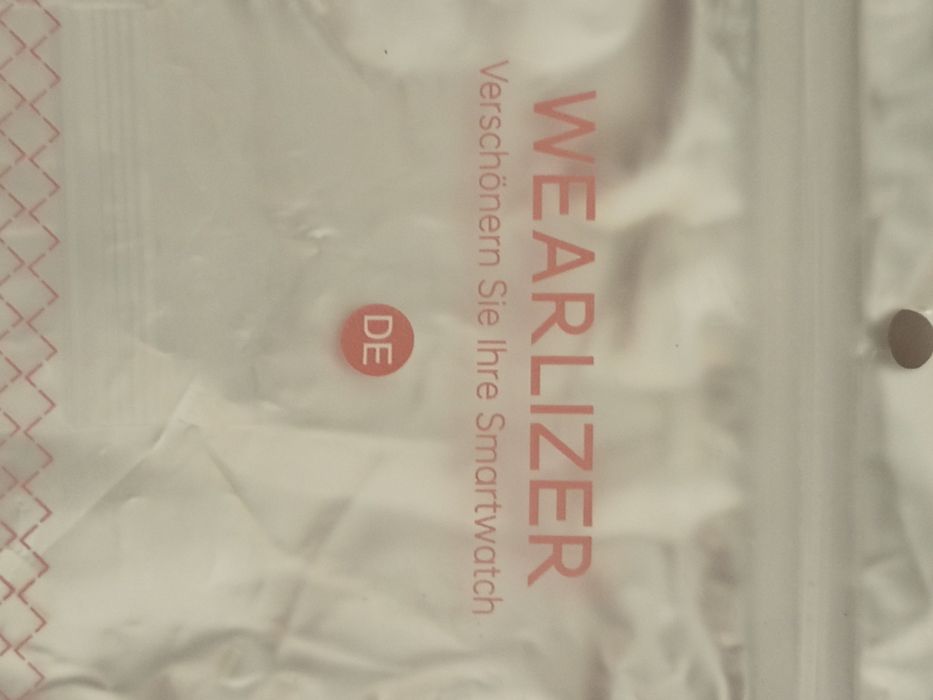 WEARLIZER
Verschönern Sie Ihre Smartwatch
DE